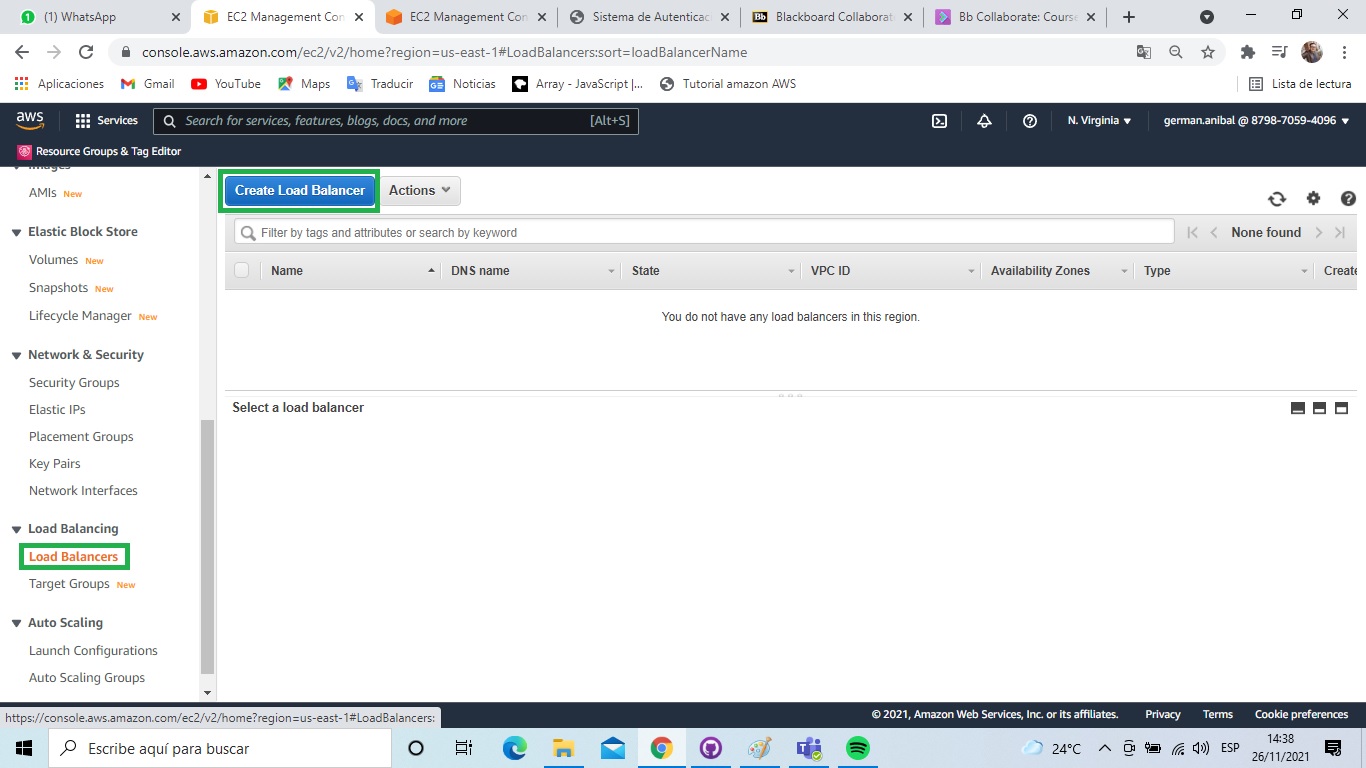 (1) WhatsApp
EC2 Management Con
EC2 Management Con
Sistema de Autenticac
Bb Blackboard Collaborat
Bb Collaborate: Course
console.aws.amazon.com/ec2/v2/home?region=us-east-1#LoadBalancers:sort=loadBalancerName
Aplicaciones
Gmail
YouTube
Maps
Traducir
Noticias
Array - JavaScript |...
Tutorial amazon AWS
Lista de lectura
aws
Services
Search for services, features, blogs, docs, and more
[Alt+S]
N. Virginia
german.anibal @ 8798-7059-4096
Resource Groups & Tag Editor
Images
AMIs New
Elastic Block Store
Volumes New
Snapshots New
Lifecycle Manager New
Network & Security
Security Groups
Elastic IPs
Placement Groups
Key Pairs
Network Interfaces
Load Balancing
Load Balancers
Target Groups New
Auto Scaling
Launch Configurations
Auto Scaling Groups
Create Load Balancer
Actions
Filter by tags and attributes or search by keyword
None found
Name
DNS name
State
VPC ID
Availability Zones
Type
Create
You do not have any load balancers in this region.
Select a load balancer
https://console.aws.amazon.com/ec2/v2/home?region=us-east-1#LoadBalancers:
© 2021, Amazon Web Services, Inc. or its affiliates.
Privacy
Terms
Cookie preferences
Escribe aquí para buscar
24°C
ESP
14:38
26/11/2021